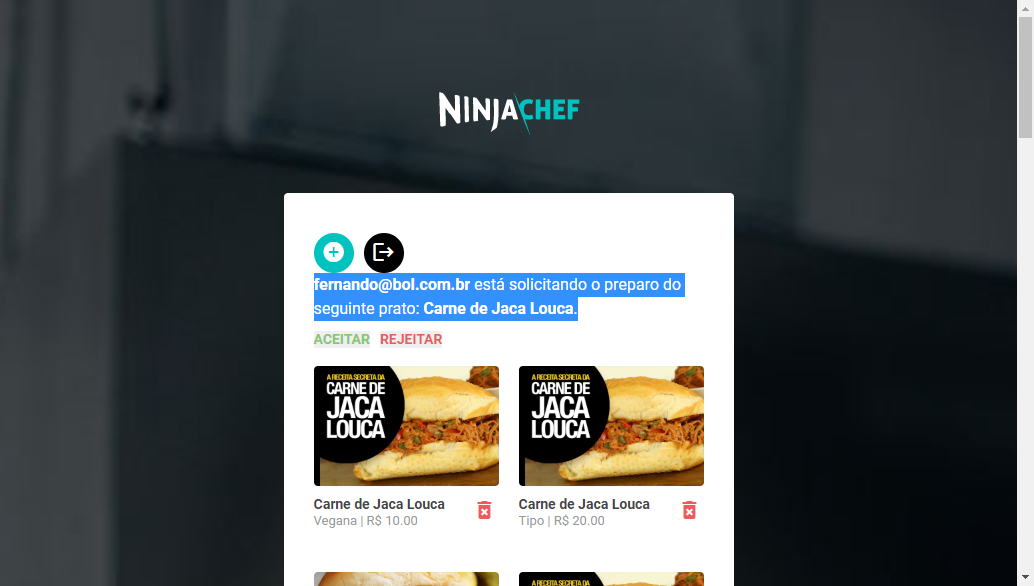 NINJACHEF
fernando@bol.com.br está solicitando o preparo do
seguinte prato: Carne de Jaca Louca.
ACEITAR REJEITAR
A RECEITA SECRETA DA
CARNE DE
JACA
LOUCA
A RECEITA SECRETA DA
CARNE DE
JACA
LOUCA
Carne de Jaca Louca
Vegana | R$ 10.00
Carne de Jaca Louca
Tipo | R$ 20.00
A RECEITA SECRETA DA